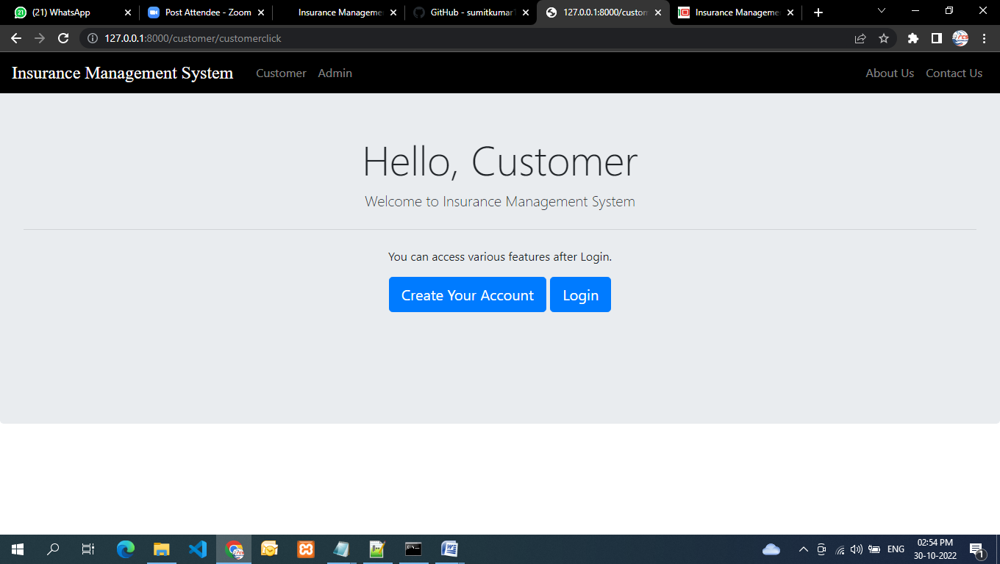 (21) WhatsApp
Post Attendee - Zoom
Insurance Manageme
GitHub - sumitkumar
127.0.0.1:8000/custom
Insurance Manageme
127.0.0.1:8000/customer/customerclick
Insurance Management System
Customer
Admin
About Us
Contact Us
Hello, Customer
Welcome to Insurance Management System
You can access various features after Login.
Create Your Account
Login
ENG
02:54 PM
30-10-2022
1